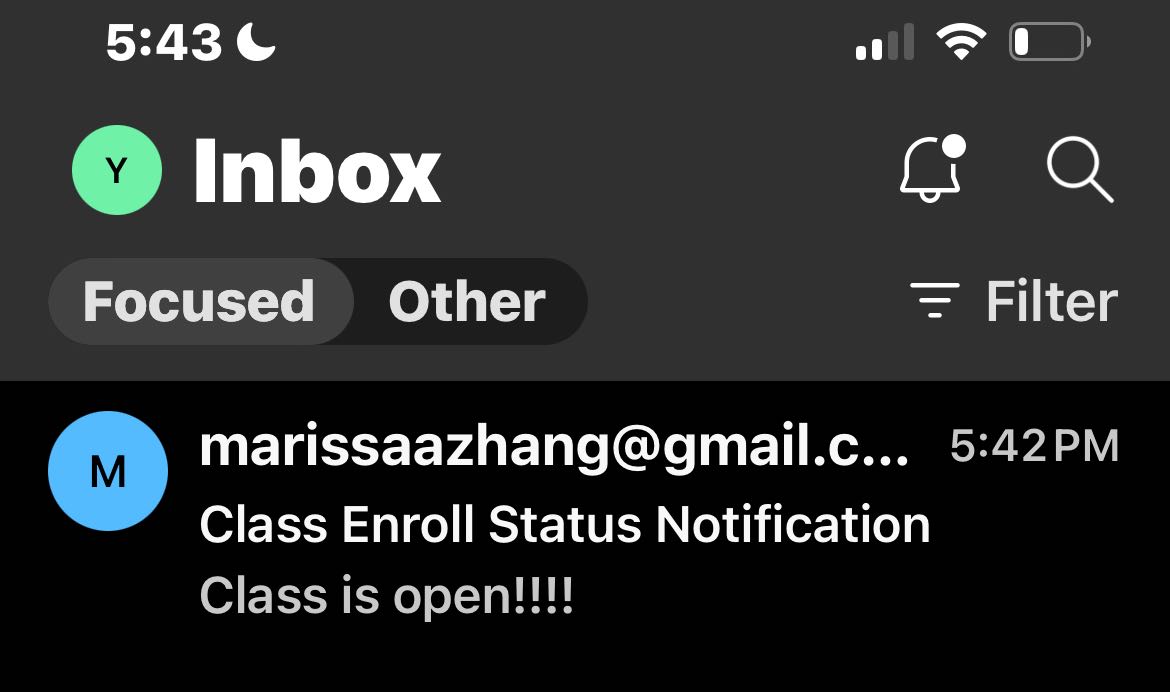 5:43
Y
Inbox
Focused
Other
Filter
M
marissaazhang@gmail.c...
5:42 PM
Class Enroll Status Notification
Class is open!!!!